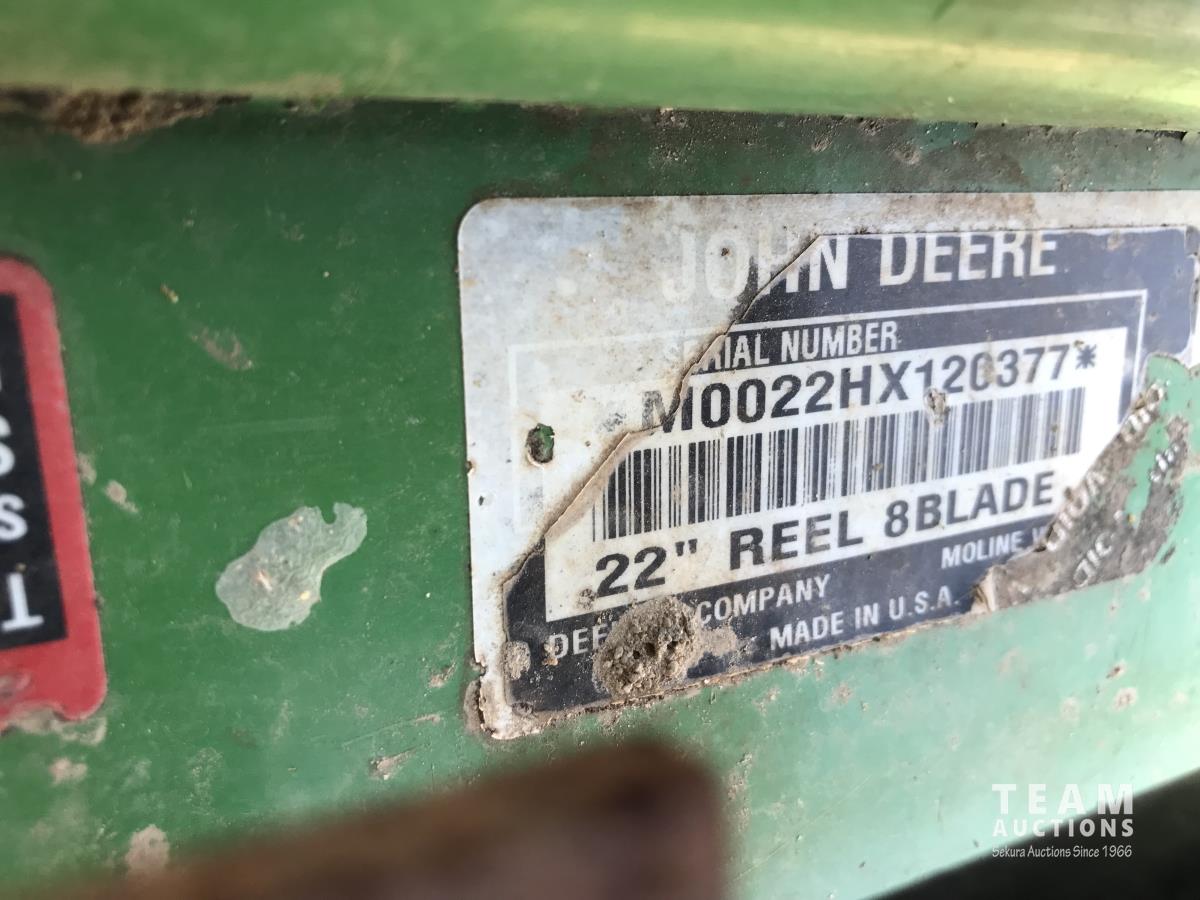 JOHN DEERE
SERIAL NUMBER
M0022HX120377*
22" REEL 8BLADE
COMPANY
MOLINE
MADE IN U.S.A.
TEAM
AUCTIONS
Sekura Auctions Since 1966